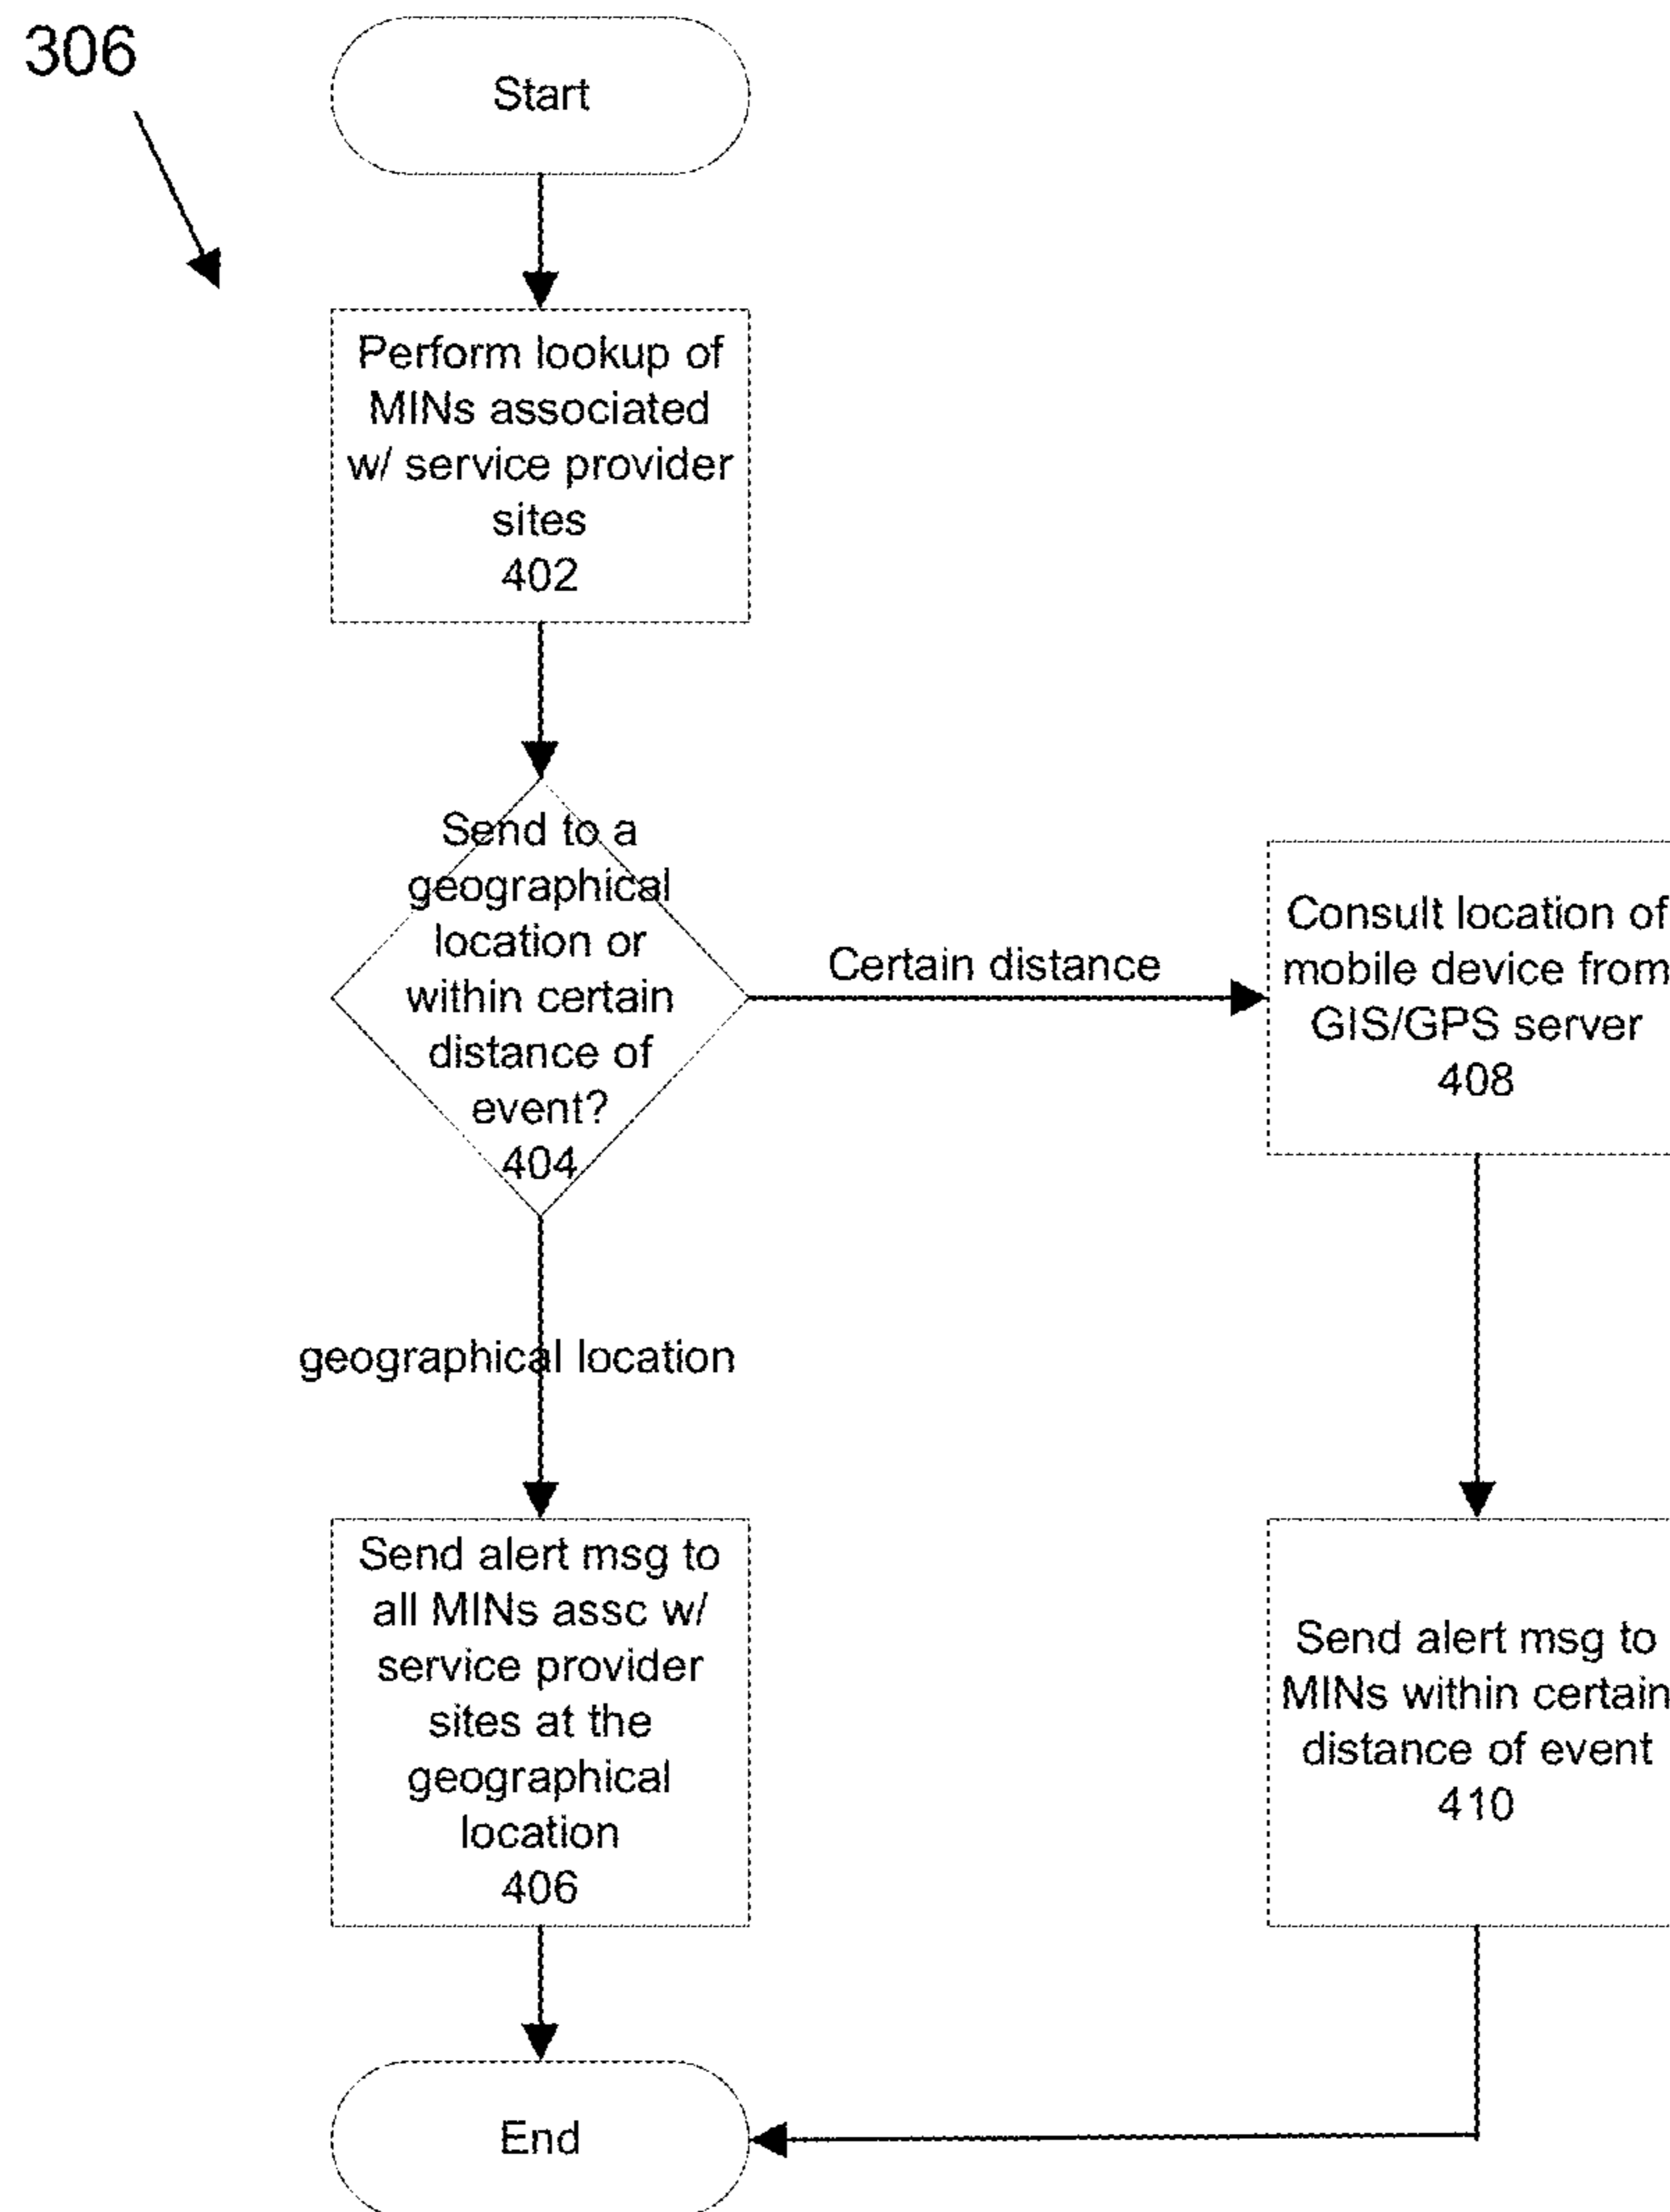 306
Start
Perform lookup of
MINs associated
w/ service provider
sites
402
Send to a
geographical
location or
within certain
distance of
event?
404
Certain distance
Consult location of
mobile device from
GIS/GPS server
408
geographical location
Send alert msg to
all MINs assc w/
service provider
sites at the
geographical
location
406
Send alert msg to
MINs within certain
distance of event
410
End